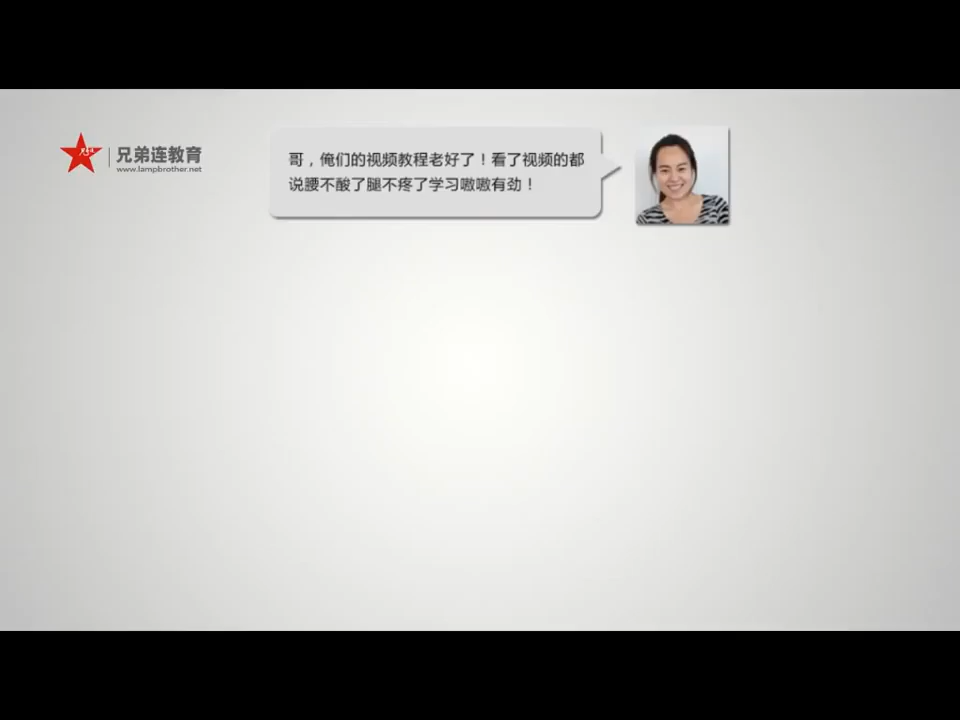 兄弟连教育
www.lampbrother.net
哥，俺们的视频教程老好了！看了视频的都
说腰不酸了腿不疼了学习嗷嗷有劲！